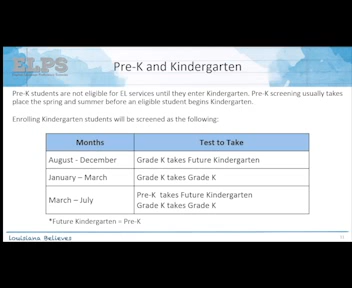 ELPS
Pre-K and Kindergarten
Pre-K students are not eligible for EL services until they enter Kindergarten. Pre-K screening usually takes
place the spring and summer before an eligible student begins Kindergarten.
Enrolling Kindergarten students will be screened as the following:
Months Test to Take
August - December Grade K takes Future Kindergarten
January – March Grade K takes Grade K
March – July Pre-K takes Future Kindergarten
Grade K takes Grade K
*Future Kindergarten = Pre-K
Louisiana Believes